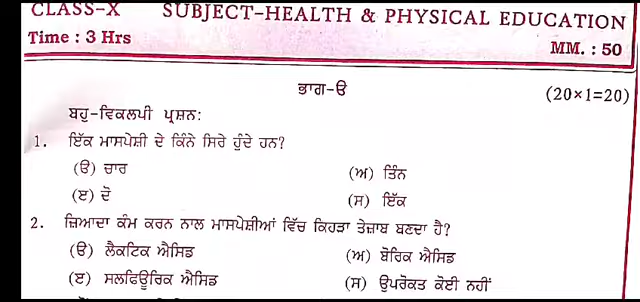 CLASS-X SUBJECT-HEALTH & PHYSICAL EDUCATION
Time : 3 Hrs MM. : 50
ਭਾਗ-ੳ (20×1=20)
ਬਹੁ-ਵਿਕਲਪੀ ਪ੍ਰਸ਼ਨ:
1. ਇੱਕ ਮਾਸਪੇਸ਼ੀ ਦੇ ਕਿੰਨੇ ਸਿਰੇ ਹੁੰਦੇ ਹਨ?
(ੳ) ਚਾਰ (ਅ) ਤਿੰਨ
(ੲ) ਦੋ (ਸ) ਇੱਕ
2. ਜ਼ਿਆਦਾ ਕੰਮ ਕਰਨ ਨਾਲ ਮਾਸਪੇਸ਼ੀਆਂ ਵਿੱਚ ਕਿਹੜਾ ਤੇਜ਼ਾਬ ਬਣਦਾ ਹੈ?
(ੳ) ਲੈਕਟਿਕ ਐਸਿਡ (ਅ) ਬੋਰਿਕ ਐਸਿਡ
(ੲ) ਸਲਫਿਊਰਿਕ ਐਸਿਡ (ਸ) ਉਪਰੋਕਤ ਕੋਈ ਨਹੀਂ